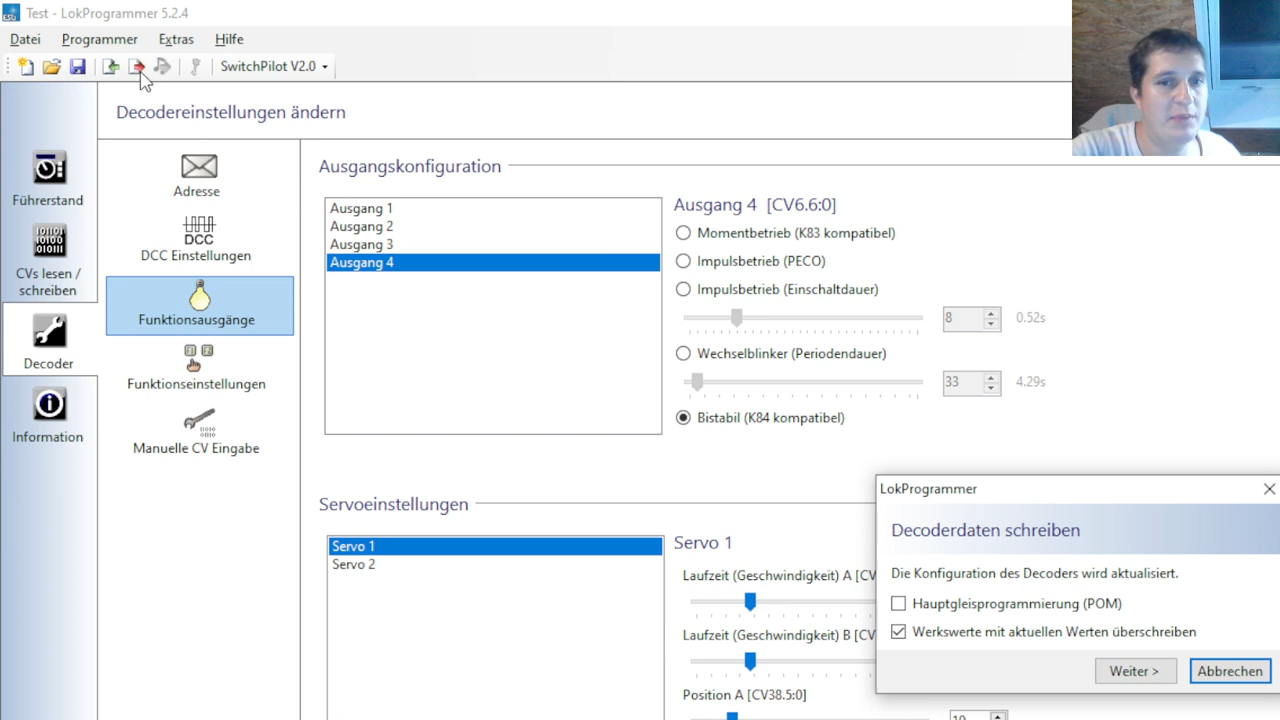 Test - LokProgrammer 5.2.4
Datei Programmer Extras Hilfe
SwitchPilot V2.0
Decodereinstellungen ändern
Führerstand
CVs lesen /
schreiben
Decoder
Information
Adresse
DCC
DCC Einstellungen
Funktionsausgänge
Funktionseinstellungen
Manuelle CV Eingabe
Ausgangskonfiguration
Ausgang 1
Ausgang 2
Ausgang 3
Ausgang 4
Ausgang 4 [CV6.6:0]
Momentbetrieb (K83 kompatibel)
Impulsbetrieb (PECO)
Impulsbetrieb (Einschaltdauer)
8 0.52s
Wechselblinker (Periodendauer)
33 4.29s
Bistabil (K84 kompatibel)
Servoeinstellungen
Servo 1
Servo 2
Servo 1
Laufzeit (Geschwindigkeit) A [CV
Laufzeit (Geschwindigkeit) B [CV
Position A [CV38.5:0]
10
LokProgrammer
Decoderdaten schreiben
Die Konfiguration des Decoders wird aktualisiert.
Hauptgleisprogrammierung (POM)
Werkswerte mit aktuellen Werten überschreiben
Weiter > Abbrechen